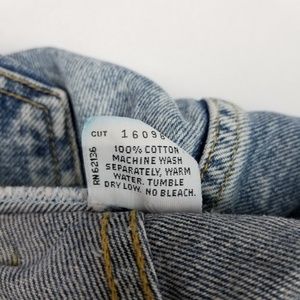 CUT 16098
100% COTTON
MACHINE WASH
SEPARATELY, WARM
WATER. TUMBLE
DRY LOW. NO BLEACH.
RN 62136